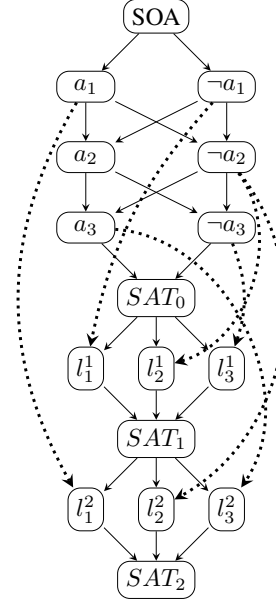 SOA
a₁ ¬a₁
a₂ ¬a₂
a₃ ¬a₃
SAT₀
l₁¹ l₂¹ l₃¹
SAT₁
l₁² l₂² l₃²
SAT₂